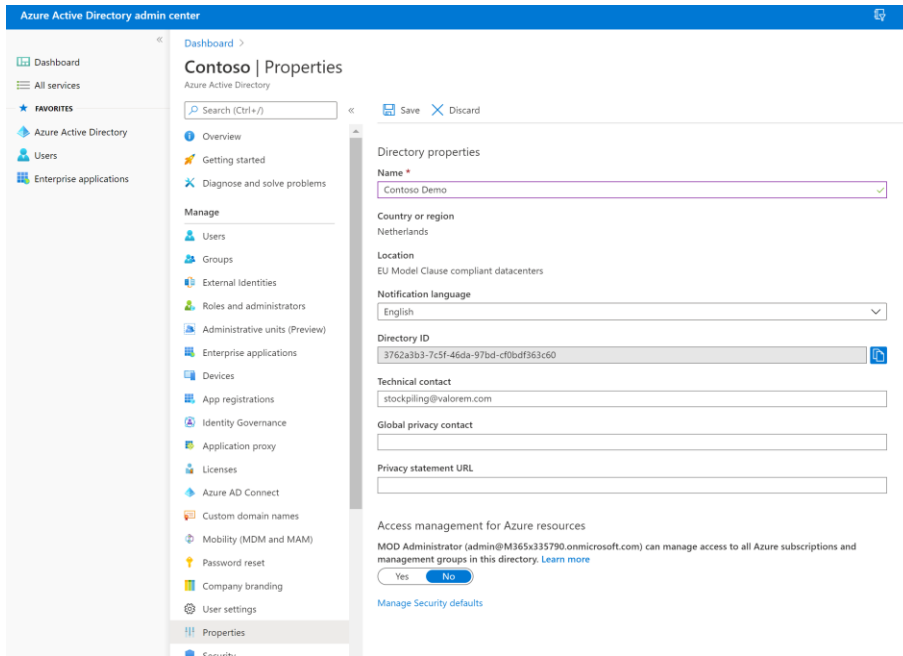 Azure Active Directory admin center
Dashboard
All services
FAVORITES
Azure Active Directory
Users
Enterprise applications
Dashboard >
Contoso | Properties
Azure Active Directory
Search (Ctrl+/)
Overview
Getting started
Diagnose and solve problems
Manage
Users
Groups
External Identities
Roles and administrators
Administrative units (Preview)
Enterprise applications
Devices
App registrations
Identity Governance
Application proxy
Licenses
Azure AD Connect
Custom domain names
Mobility (MDM and MAM)
Password reset
Company branding
User settings
Properties
Security
Save Discard
Directory properties
Name *
Contoso Demo
Country or region
Netherlands
Location
EU Model Clause compliant datacenters
Notification language
English
Directory ID
3762a3b3-7c5f-46da-97bd-cf0bdf363c60
Technical contact
stockpiling@valorem.com
Global privacy contact
Privacy statement URL
Access management for Azure resources
MOD Administrator (admin@M365x335790.onmicrosoft.com) can manage access to all Azure subscriptions and
management groups in this directory. Learn more
Yes No
Manage Security defaults